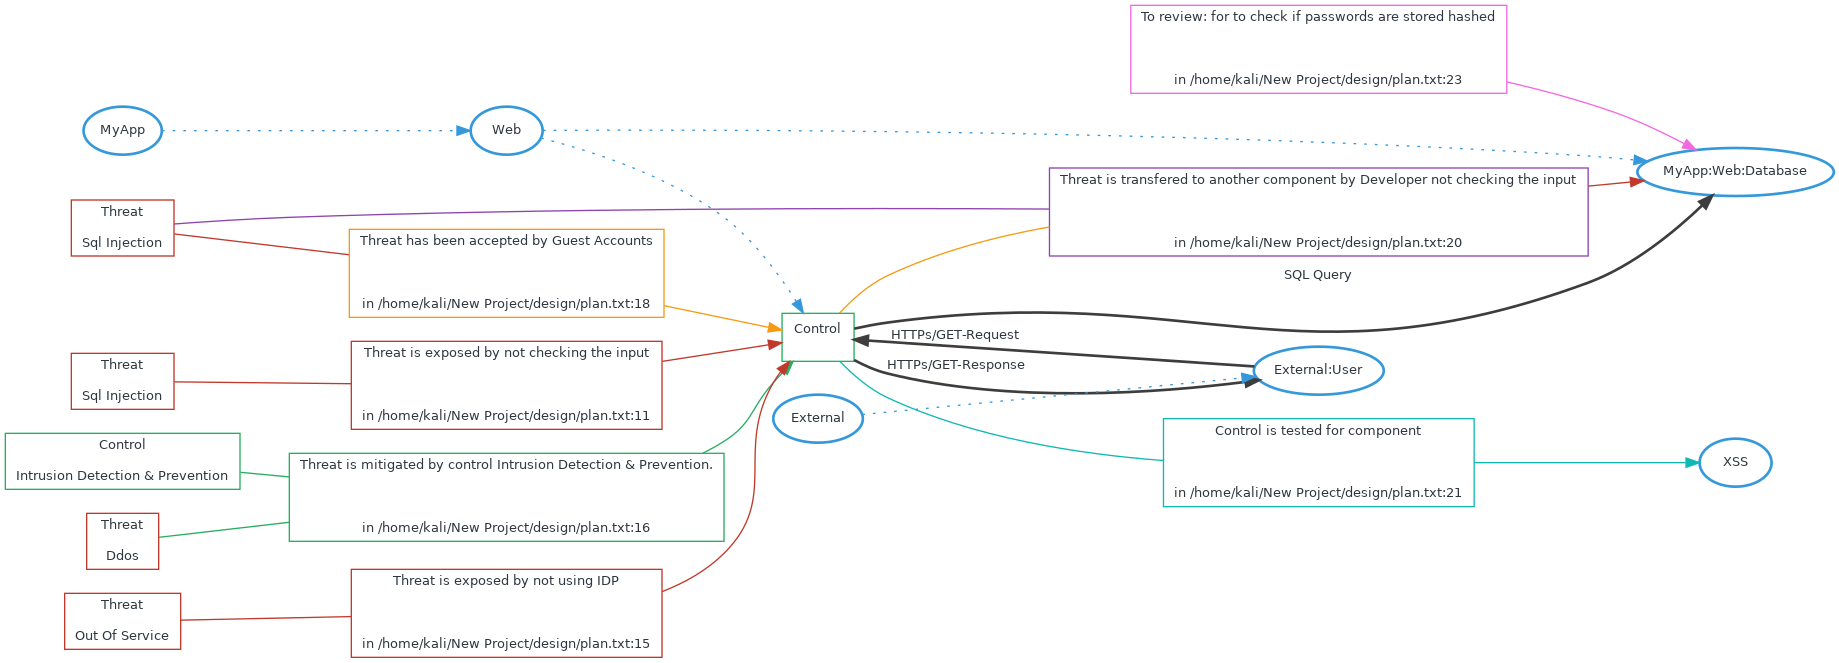 To review: for to check if passwords are stored hashed
in /home/kali/New Project/design/plan.txt:23
MyApp
Web
MyApp:Web:Database
Threat is transfered to another component by Developer not checking the input
in /home/kali/New Project/design/plan.txt:20
Threat
Sql Injection
Threat has been accepted by Guest Accounts
in /home/kali/New Project/design/plan.txt:18
SQL Query
Control
HTTPs/GET-Request
HTTPs/GET-Response
Threat
Sql Injection
Threat is exposed by not checking the input
in /home/kali/New Project/design/plan.txt:11
External:User
External
Control
Intrusion Detection & Prevention
Threat is mitigated by control Intrusion Detection & Prevention.
in /home/kali/New Project/design/plan.txt:16
Control is tested for component
in /home/kali/New Project/design/plan.txt:21
XSS
Threat
Ddos
Threat is exposed by not using IDP
in /home/kali/New Project/design/plan.txt:15
Threat
Out Of Service